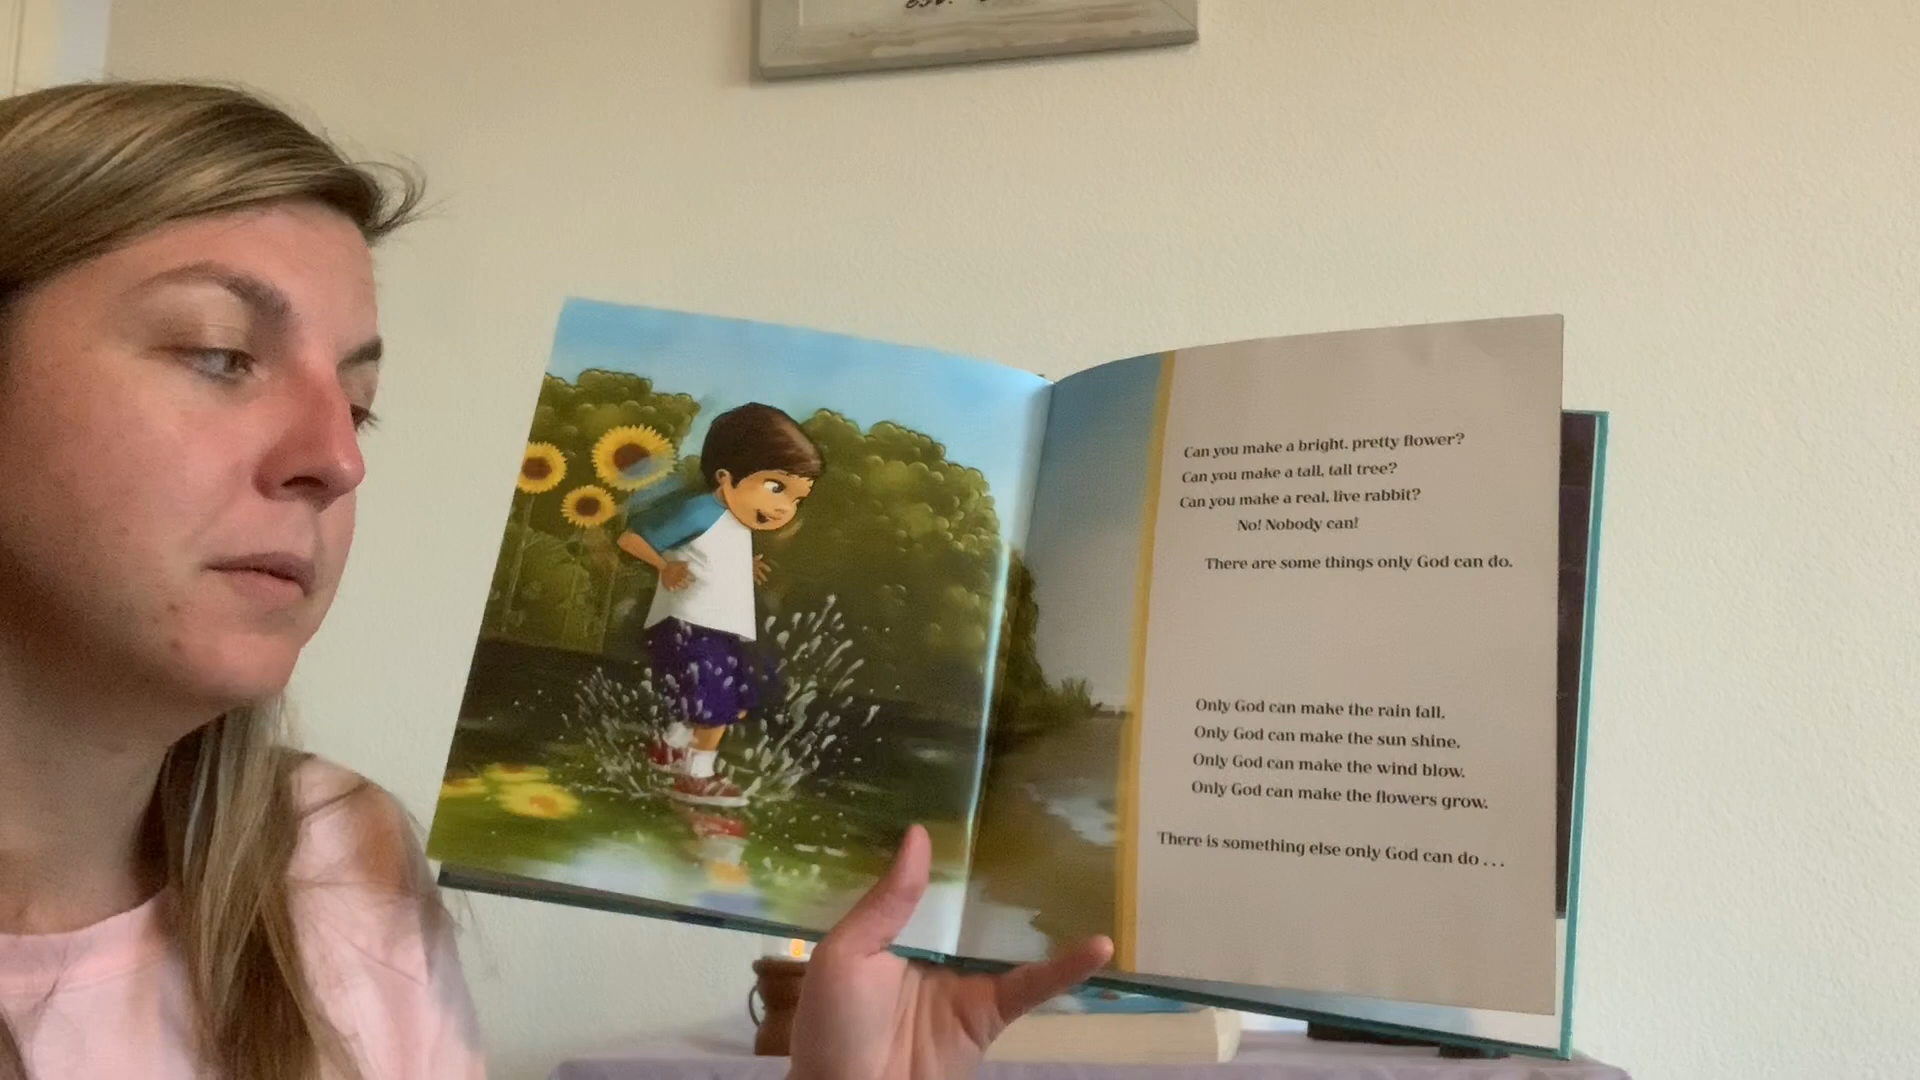 Can you make a bright, pretty flower?
Can you make a tall, tall tree?
Can you make a real, live rabbit?
No! Nobody can!
There are some things only God can do.
Only God can make the rain fall.
Only God can make the sun shine.
Only God can make the wind blow.
Only God can make the flowers grow.
There is something else only God can do . . .